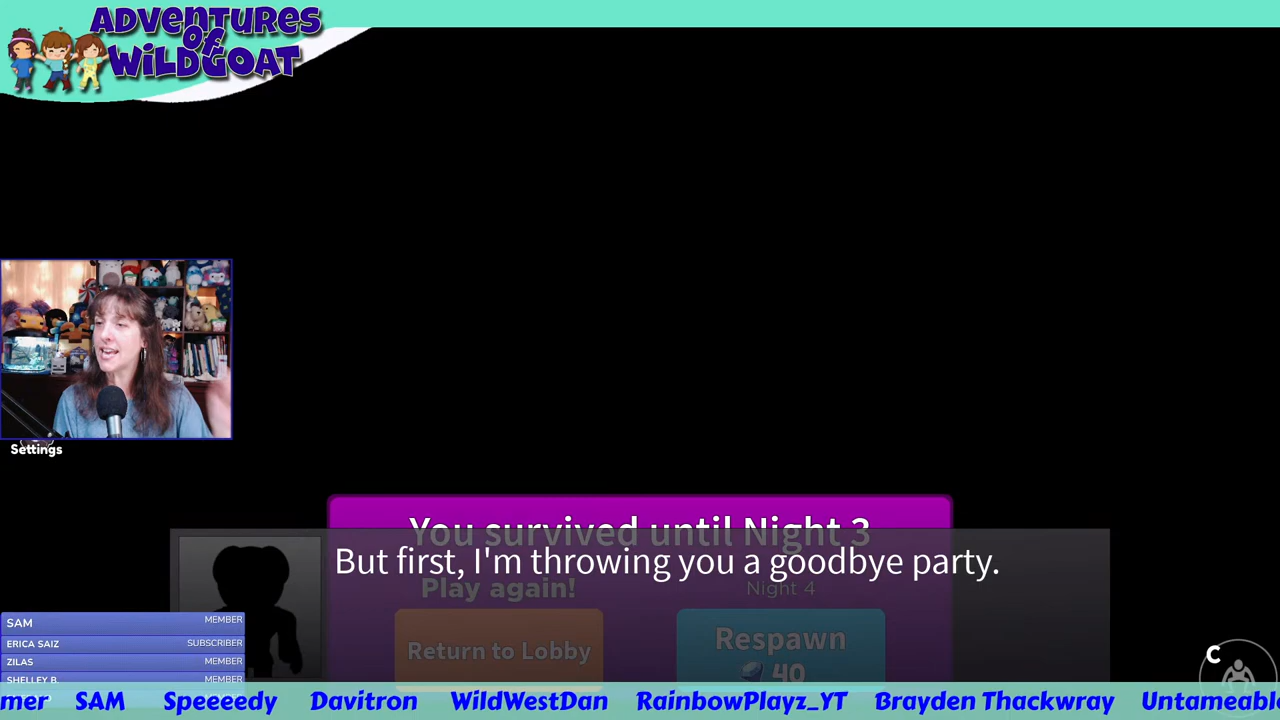 ADVENTURES
OF
WILDGOAT
Settings
You survived until Night 3
But first, I'm throwing you a goodbye party.
Play again!
Night 4
Return to Lobby
Respawn
40
SAM MEMBER
ERICA SAIZ SUBSCRIBER
ZILAS MEMBER
SHELLEY B. MEMBER
C
mer SAM Speeeedy Davitron WildWestDan RainbowPlayz_YT Brayden Thackwray Untameabl